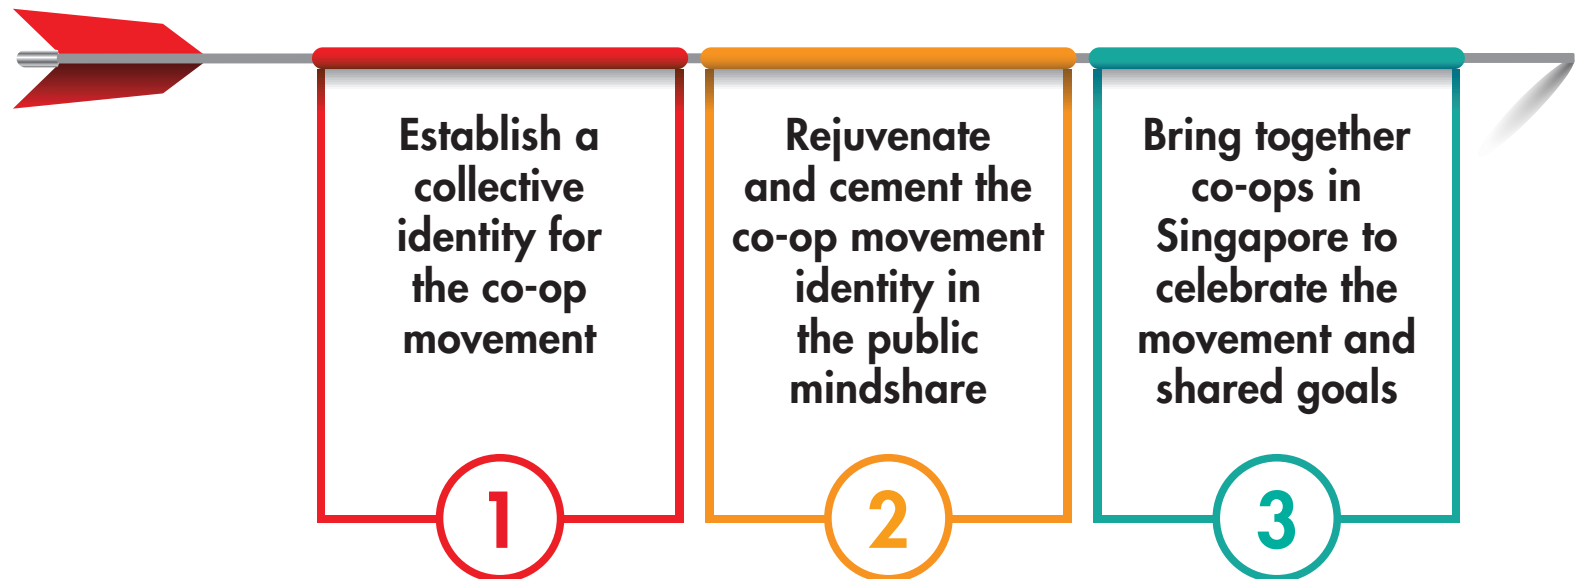 Establish a
collective
identity for
the co-op
movement
1
Rejuvenate
and cement the
co-op movement
identity in
the public
mindshare
2
Bring together
co-ops in
Singapore to
celebrate the
movement and
shared goals
3